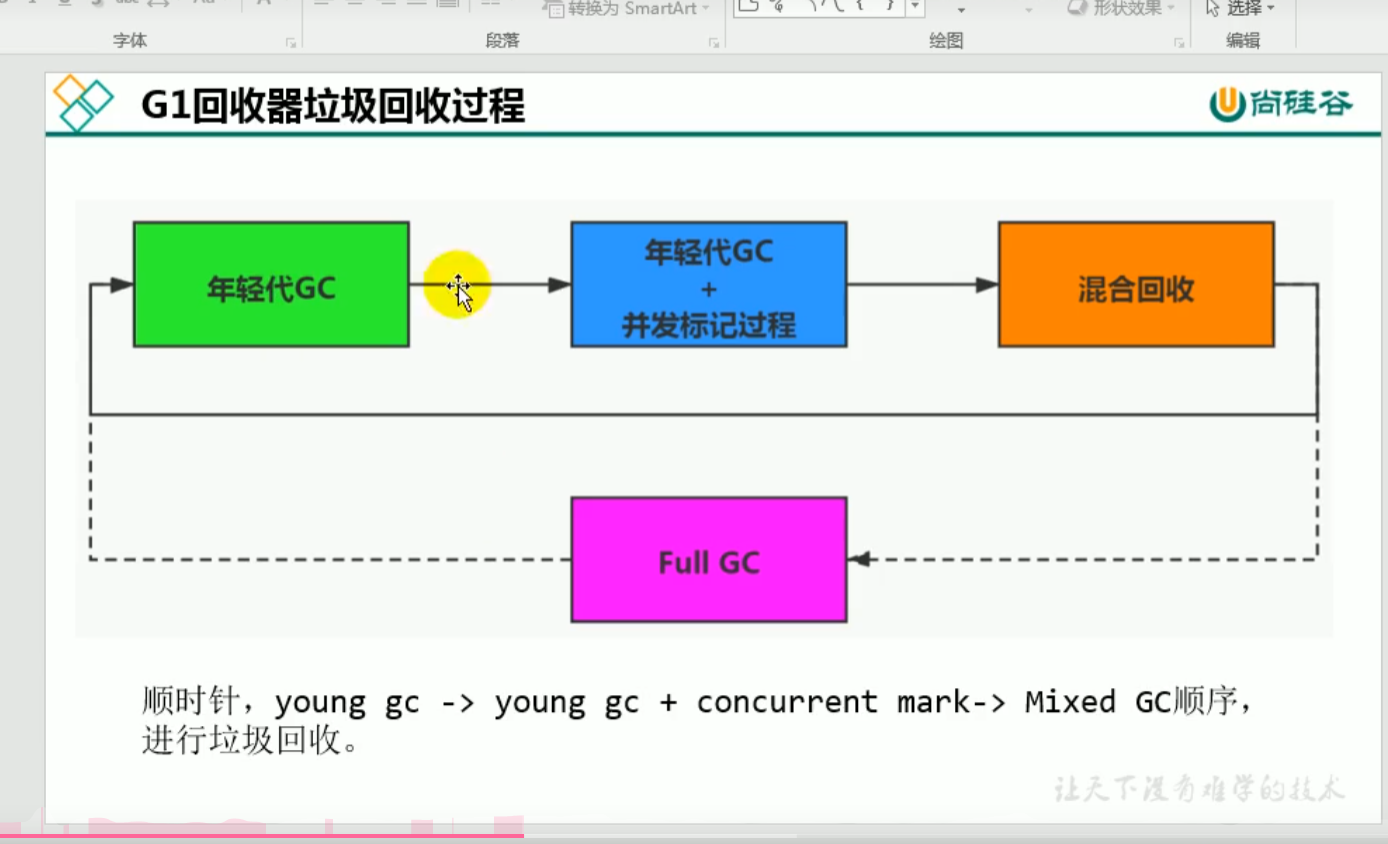 转换为 SmartArt
形状效果
选择
字体
段落
绘图
编辑
G1回收器垃圾回收过程
尚硅谷
年轻代GC
年轻代GC
+
并发标记过程
混合回收
Full GC
顺时针，young gc -> young gc + concurrent mark-> Mixed GC顺序，
进行垃圾回收。
让天下没有难学的技术